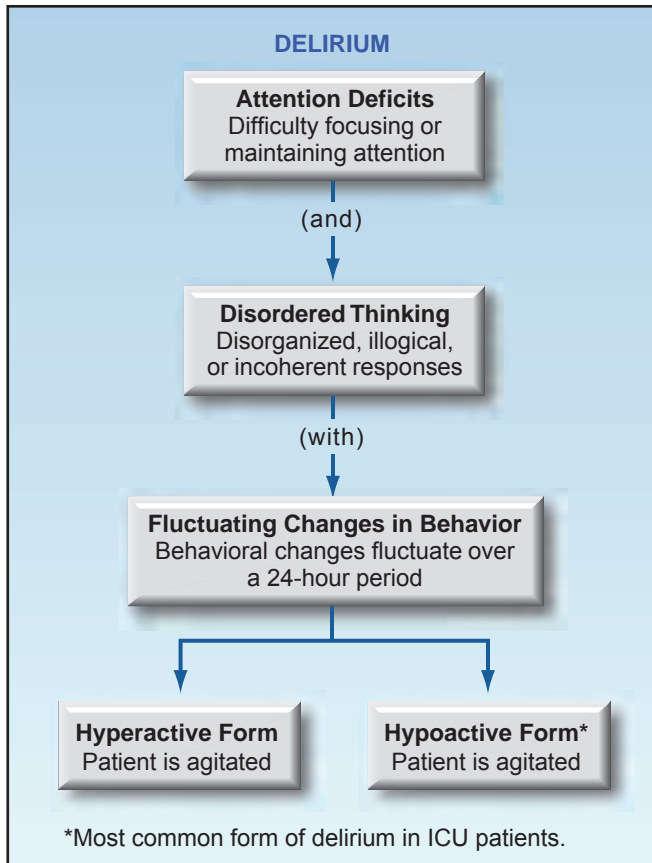 DELIRIUM
Attention Deficits
Difficulty focusing or
maintaining attention
(and)
Disordered Thinking
Disorganized, illogical,
or incoherent responses
(with)
Fluctuating Changes in Behavior
Behavioral changes fluctuate over
a 24-hour period
Hyperactive Form
Patient is agitated
Hypoactive Form*
Patient is agitated
*Most common form of delirium in ICU patients.